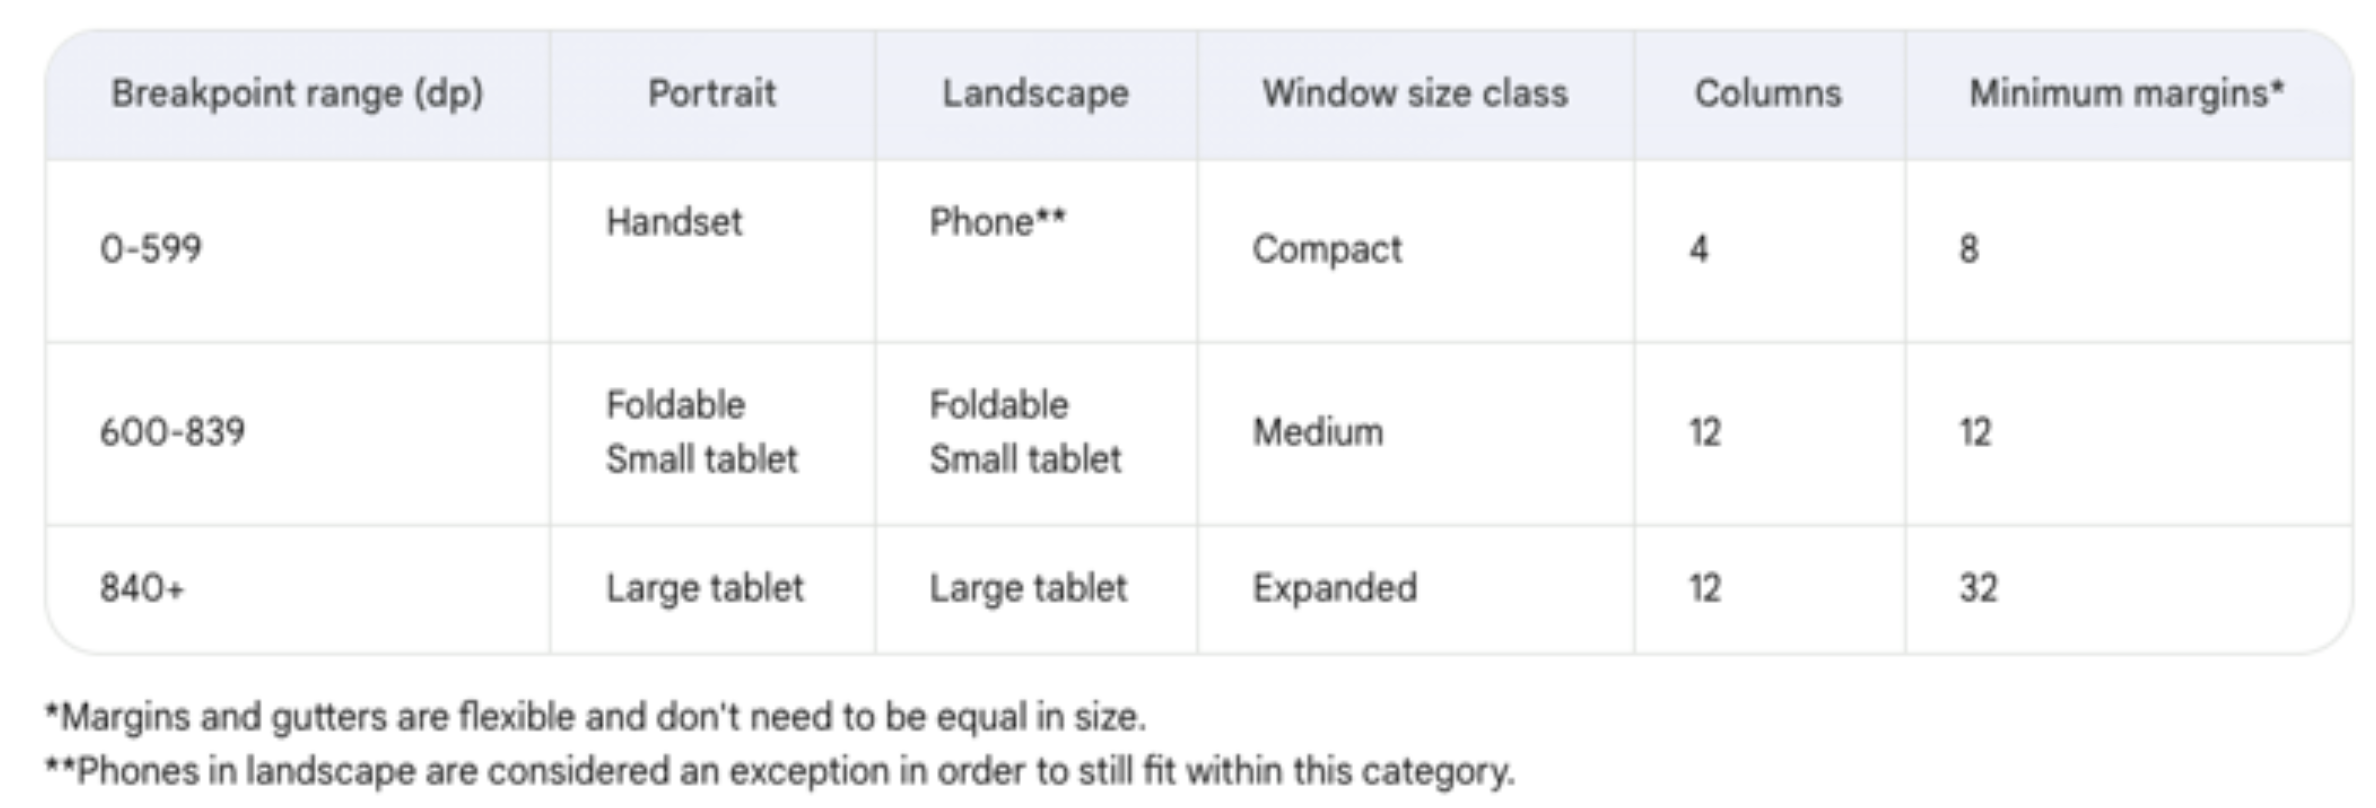 Breakpoint range (dp) Portrait Landscape Window size class Columns Minimum margins*
0-599 Handset Phone** Compact 4 8
600-839 Foldable Foldable Medium 12 12
Small tablet Small tablet
840+ Large tablet Large tablet Expanded 12 32
*Margins and gutters are flexible and don't need to be equal in size.
**Phones in landscape are considered an exception in order to still fit within this category.